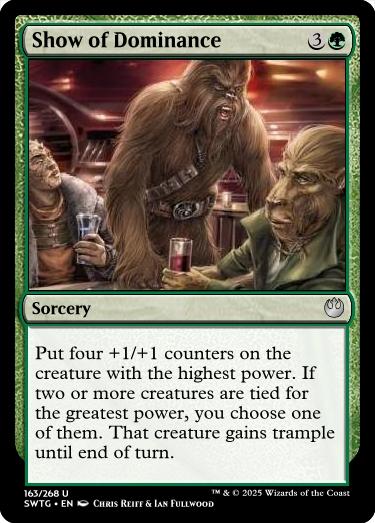 Show of Dominance 3
Sorcery
Put four +1/+1 counters on the
creature with the highest power. If
two or more creatures are tied for
the greatest power, you choose one
of them. That creature gains trample
until end of turn.
163/268 U ™ & © 2025 Wizards of the Coast
SWTG • EN Chris Reiff & Ian Fullwood